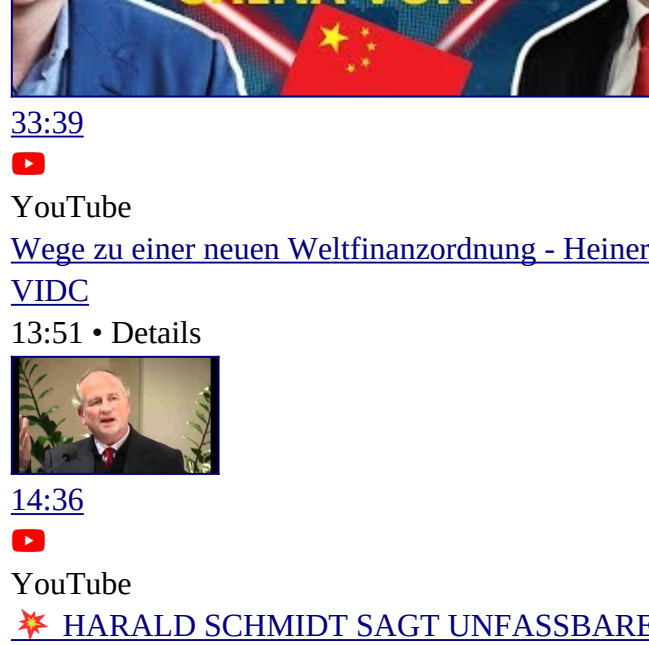 33:39
YouTube
Wege zu einer neuen Weltfinanzordnung - Heiner
VIDC
13:51 • Details
14:36
YouTube
💥 HARALD SCHMIDT SAGT UNFASSBARE